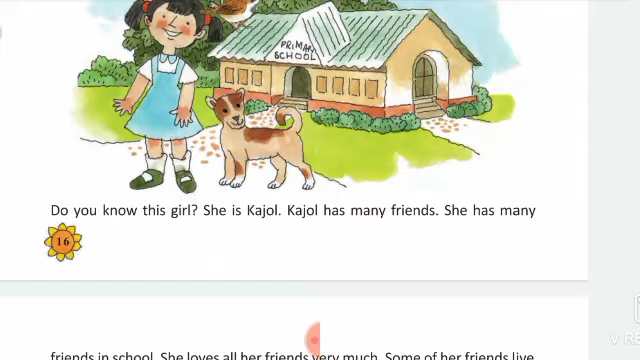 PRIMARY
SCHOOL
Do you know this girl? She is Kajol. Kajol has many friends. She has many
16
friends in school. She loves all her friends very much. Some of her friends live